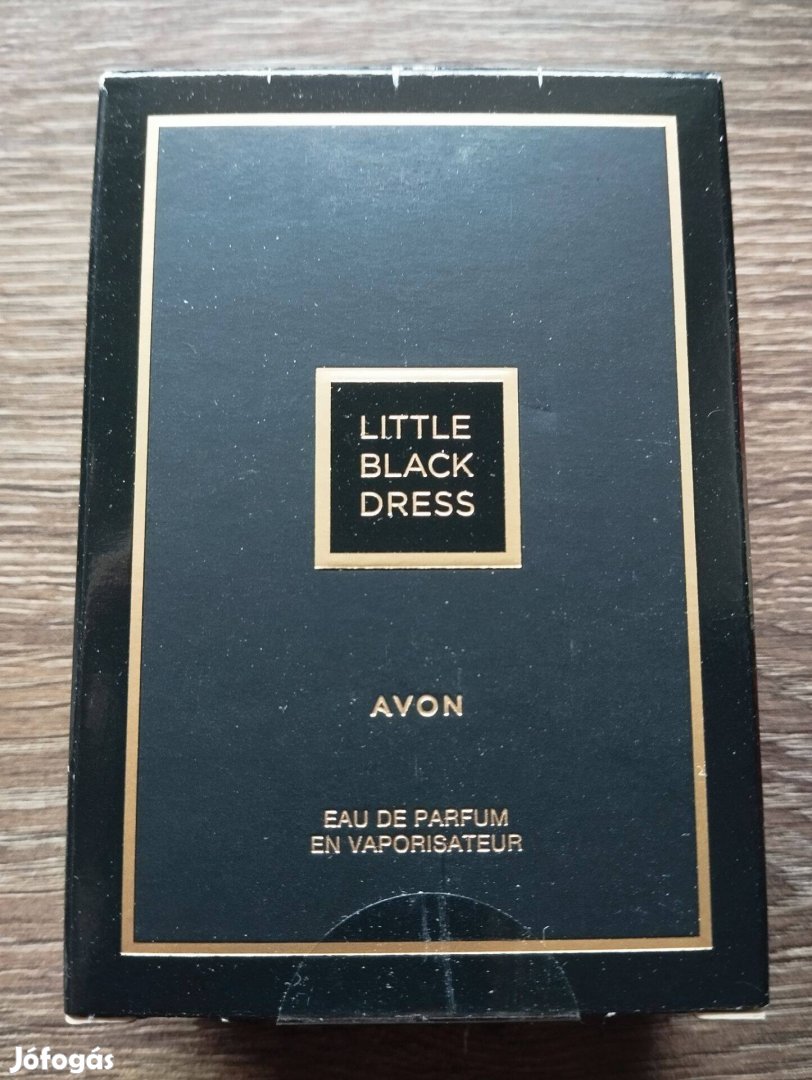 LITTLE
BLACK
DRESS
AVON
EAU DE PARFUM
EN VAPORISATEUR
Jófogás